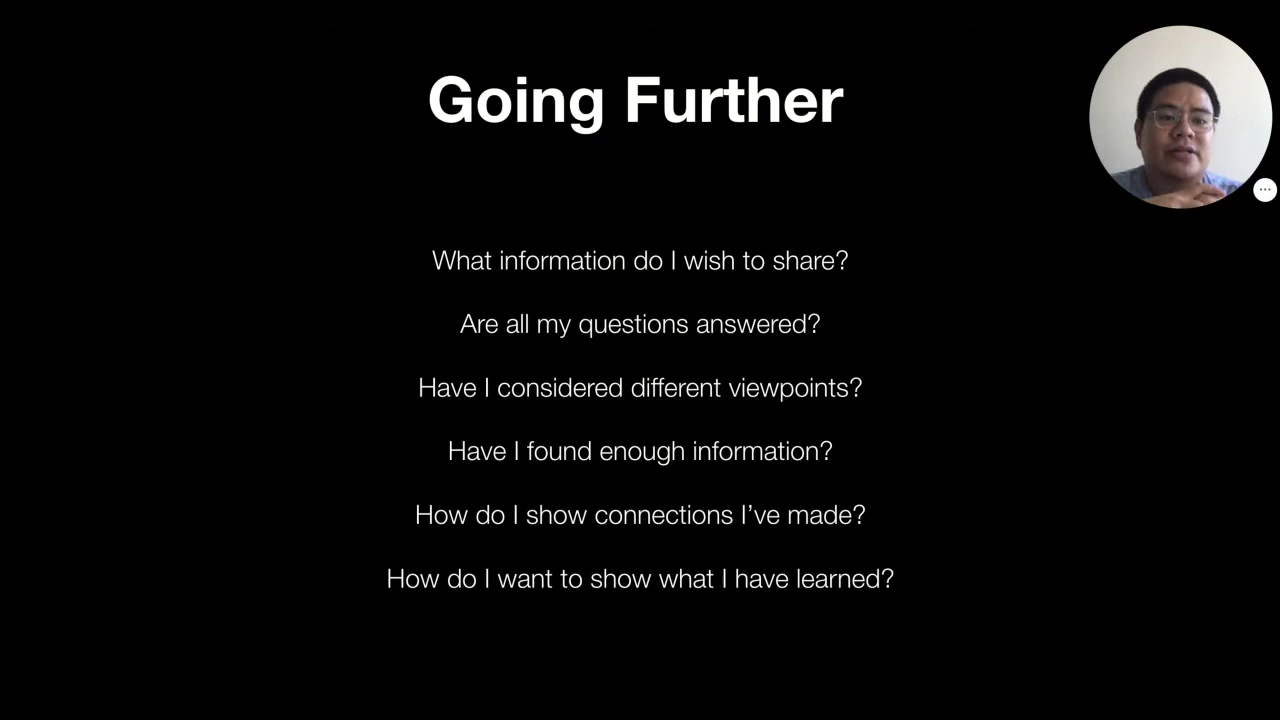 Going Further
What information do I wish to share?
Are all my questions answered?
Have I considered different viewpoints?
Have I found enough information?
How do I show connections I’ve made?
How do I want to show what I have learned?